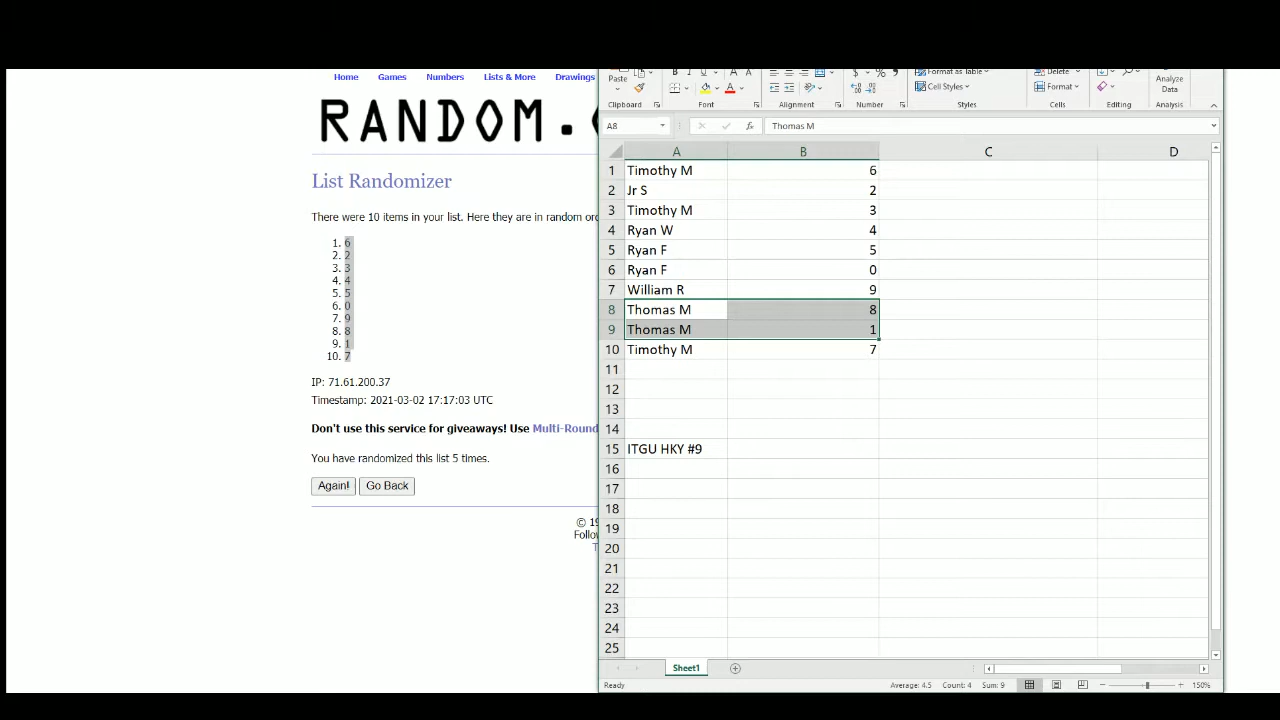 Home Games Numbers Lists & More Drawings
RANDOM.
List Randomizer
There were 10 items in your list. Here they are in random
1. 6
2. 2
3. 3
4. 4
5. 5
6. 0
7. 9
8. 8
9. 1
10. 7
IP: 71.61.200.37
Timestamp: 2021-03-02 17:17:03 UTC
Don't use this service for giveaways! Use Multi-Round
You have randomized this list 5 times.
Again! Go Back
© 19
Follow
Paste B I U A A $ % Format as Table Delete Analyze
A Cell Styles Format Data
Clipboard Font Alignment Number Styles Cells Editing Analysis
A8 fx Thomas M
A B C D
1 Timothy M 6
2 Jr S 2
3 Timothy M 3
4 Ryan W 4
5 Ryan F 5
6 Ryan F 0
7 William R 9
8 Thomas M 8
9 Thomas M 1
10 Timothy M 7
11
12
13
14
15 ITGU HKY #9
16
17
18
19
20
21
22
23
24
25
Sheet1
Ready Average: 4.5 Count: 4 Sum: 9 150%